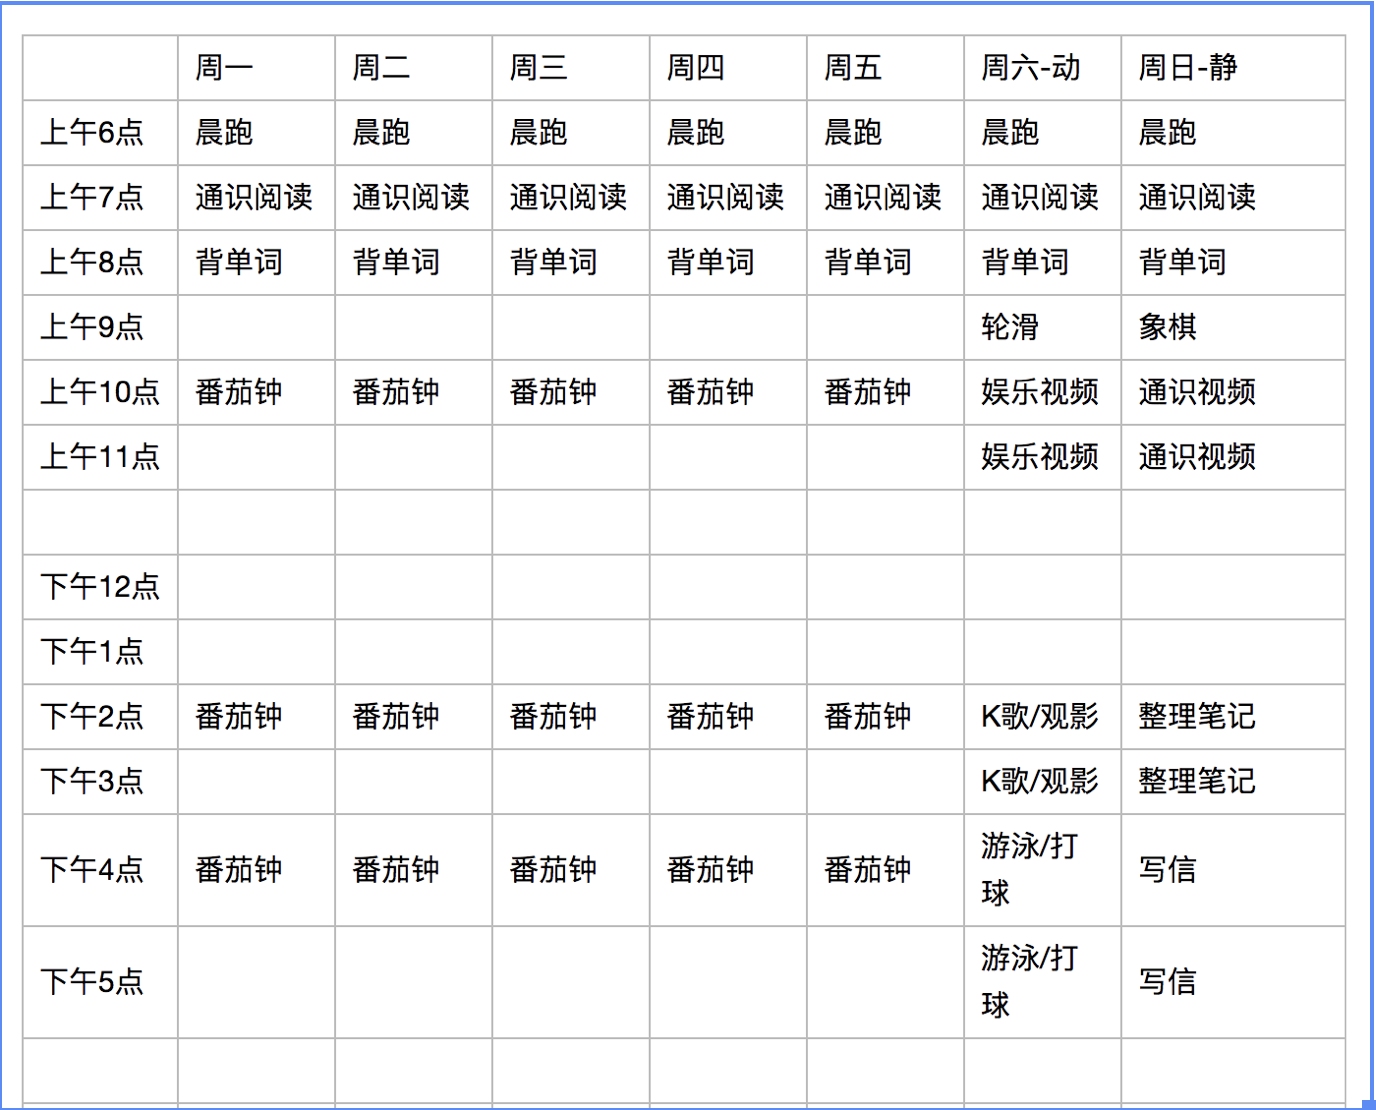 周一 周二 周三 周四 周五 周六-动 周日-静
上午6点 晨跑 晨跑 晨跑 晨跑 晨跑 晨跑 晨跑
上午7点 通识阅读 通识阅读 通识阅读 通识阅读 通识阅读 通识阅读 通识阅读
上午8点 背单词 背单词 背单词 背单词 背单词 背单词 背单词
上午9点 轮滑 象棋
上午10点 番茄钟 番茄钟 番茄钟 番茄钟 番茄钟 娱乐视频 通识视频
上午11点 娱乐视频 通识视频
下午12点
下午1点
下午2点 番茄钟 番茄钟 番茄钟 番茄钟 番茄钟 K歌/观影 整理笔记
下午3点 K歌/观影 整理笔记
下午4点 番茄钟 番茄钟 番茄钟 番茄钟 番茄钟 游泳/打
球 写信
下午5点 游泳/打
球 写信